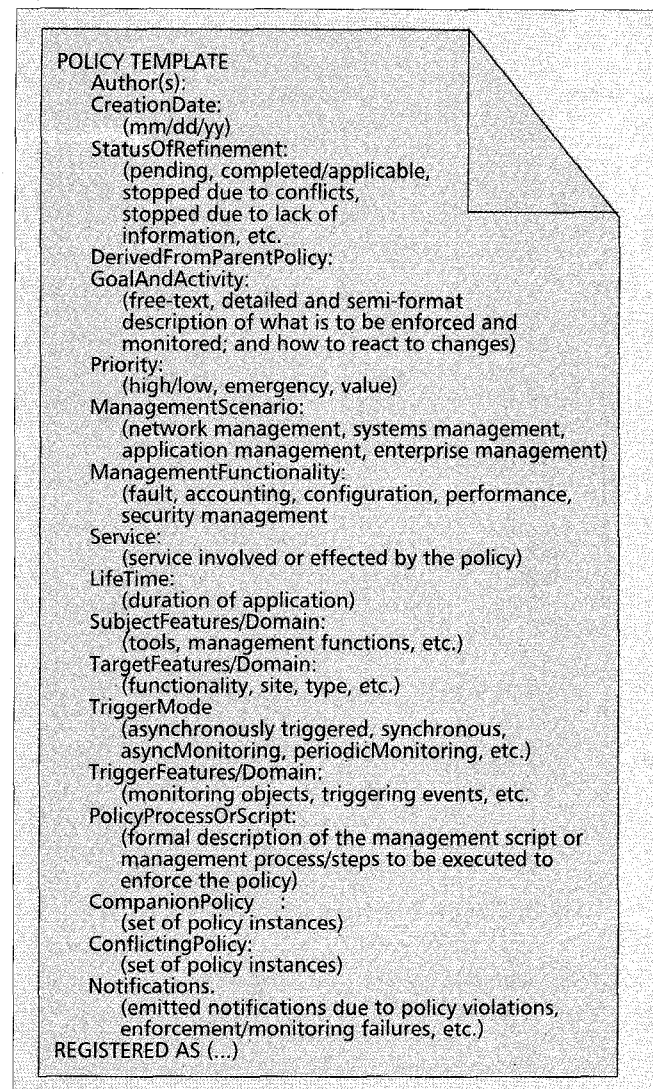 POLICY TEMPLATE
Author(s):
CreationDate:
(mm/dd/yy)
StatusOfRefinement:
(pending, completed/applicable,
stopped due to conflicts,
stopped due to lack of
information, etc.
DerivedFromParentPolicy:
GoalAndActivity:
(free-text, detailed and semi-format
description of what is to be enforced and
monitored; and how to react to changes)
Priority:
(high/low, emergency, value)
ManagementScenario:
(network management, systems management,
application management, enterprise management)
ManagementFunctionality:
(fault, accounting, configuration, performance,
security management
Service:
(service involved or effected by the policy)
LifeTime:
(duration of application)
SubjectFeatures/Domain:
(tools, management functions, etc.)
TargetFeatures/Domain:
(functionality, site, type, etc.)
TriggerMode
(asynchronously triggered, synchronous,
asyncMonitoring, periodicMonitoring, etc.)
TriggerFeatures/Domain:
(monitoring objects, triggering events, etc.
PolicyProcessOrScript:
(formal description of the management script or
management process/steps to be executed to
enforce the policy)
CompanionPolicy :
(set of policy instances)
ConflictingPolicy:
(set of policy instances)
Notifications.
(emitted notifications due to policy violations,
enforcement/monitoring failures, etc.)
REGISTERED AS (...)